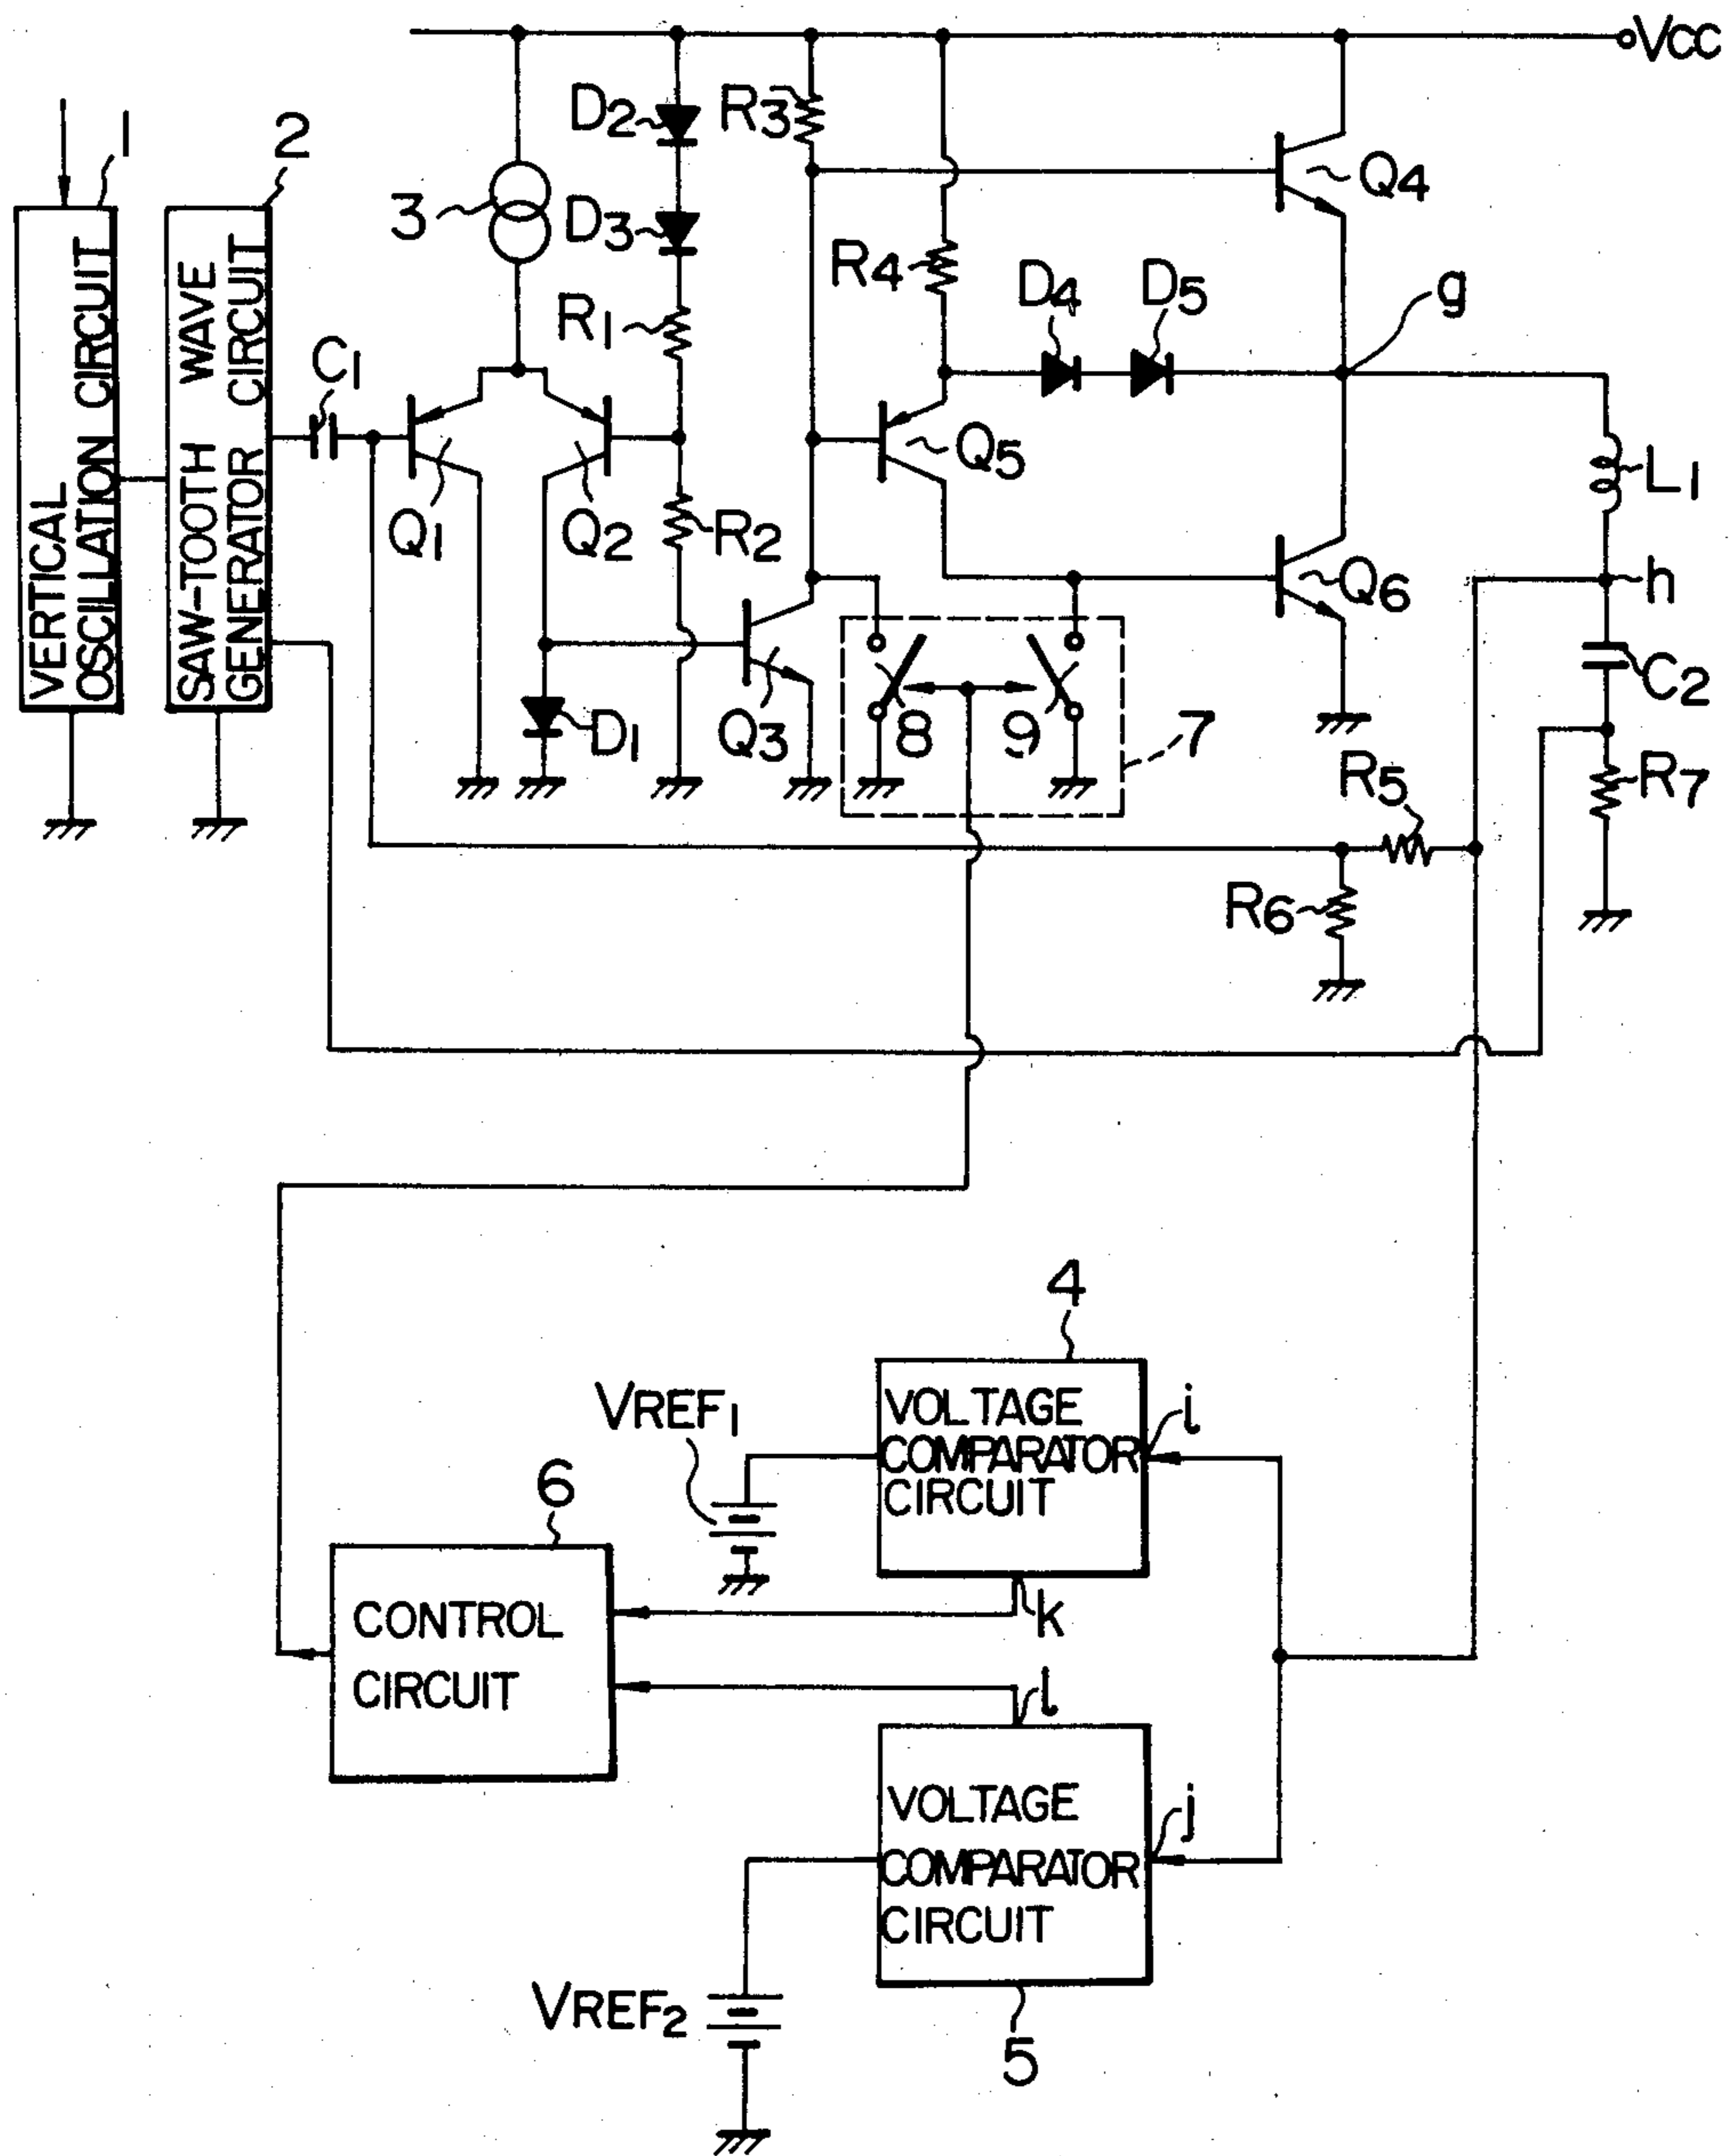 VCC
1
2
3
D2
D3
R1
R3
R4
D4
D5
Q4
g
VERTICAL
OSCILLATION CIRCUIT
SAW-TOOTH WAVE
GENERATOR CIRCUIT
C1
Q1
Q2
R2
Q5
L1
Q6
h
D1
Q3
8
9
7
C2
R5
R7
R6
4
VREF1
VOLTAGE
COMPARATOR
CIRCUIT
i
6
k
CONTROL
CIRCUIT
l
VOLTAGE
COMPARATOR
CIRCUIT
j
VREF2
5